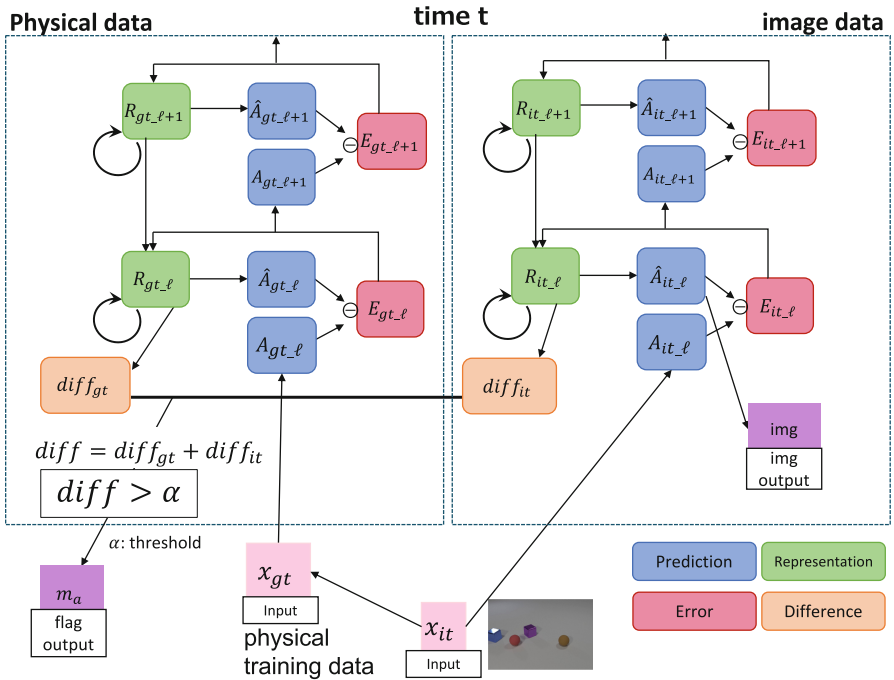 time t
Physical data
image data
R_{gt_ℓ+1}
Â_{gt_ℓ+1}
E_{gt_ℓ+1}
A_{gt_ℓ+1}
R_{gt_ℓ}
Â_{gt_ℓ}
E_{gt_ℓ}
A_{gt_ℓ}
R_{it_ℓ+1}
Â_{it_ℓ+1}
E_{it_ℓ+1}
A_{it_ℓ+1}
R_{it_ℓ}
Â_{it_ℓ}
E_{it_ℓ}
A_{it_ℓ}
diff_{gt}
diff_{it}
diff = diff_{gt} + diff_{it}
diff > α
α: threshold
img
img
output
m_a
flag
output
x_{gt}
Input
physical
training data
x_{it}
Input
Prediction
Representation
Error
Difference